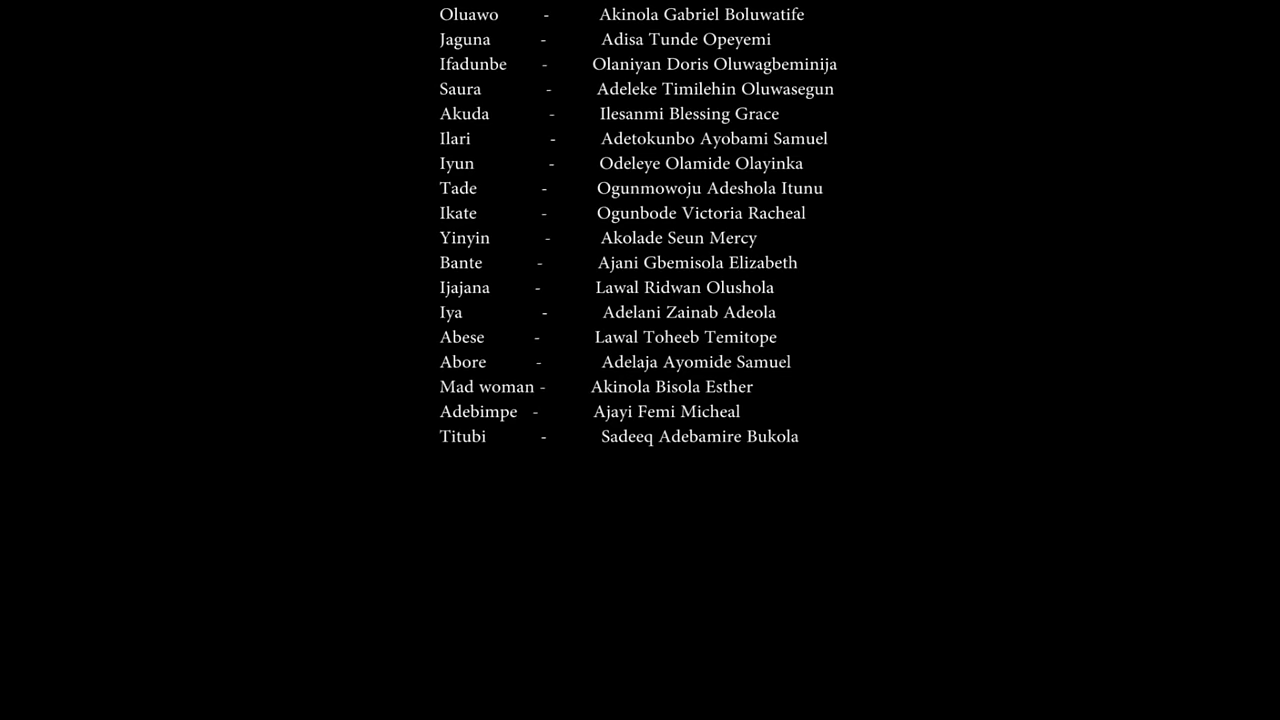 Oluawo - Akinola Gabriel Boluwatife
Jaguna - Adisa Tunde Opeyemi
Ifadunbe - Olaniyan Doris Oluwagbeminija
Saura - Adeleke Timilehin Oluwasegun
Akuda - Ilesanmi Blessing Grace
Ilari - Adetokunbo Ayobami Samuel
Iyun - Odeleye Olamide Olayinka
Tade - Ogunmowoju Adeshola Itunu
Ikate - Ogunbode Victoria Racheal
Yinyin - Akolade Seun Mercy
Bante - Ajani Gbemisola Elizabeth
Ijajana - Lawal Ridwan Olushola
Iya - Adelani Zainab Adeola
Abese - Lawal Toheeb Temitope
Abore - Adelaja Ayomide Samuel
Mad woman - Akinola Bisola Esther
Adebimpe - Ajayi Femi Micheal
Titubi - Sadeeq Adebamire Bukola